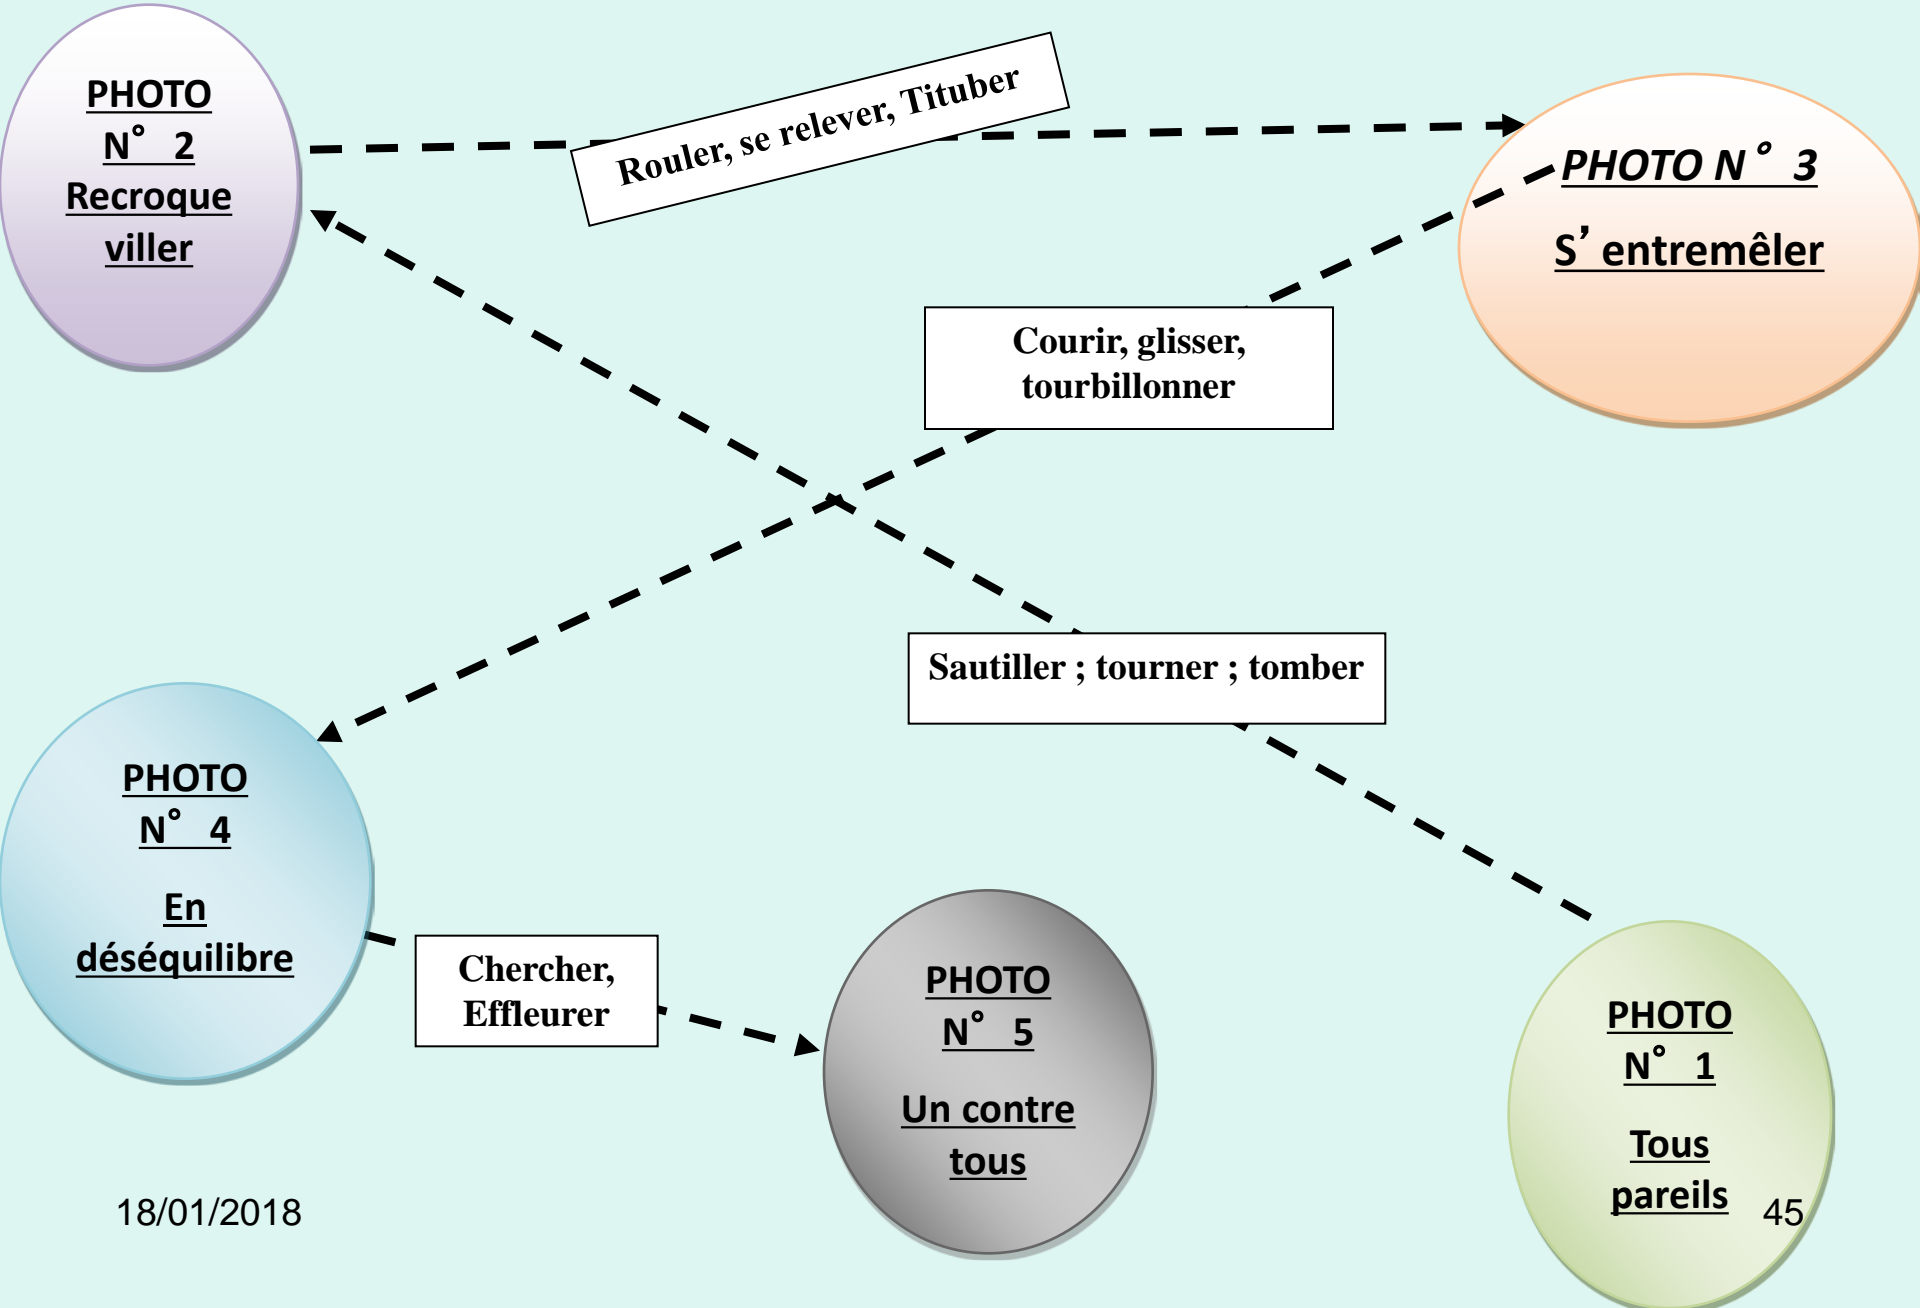 PHOTO
N° 2
Recroque
viller
Rouler, se relever, Tituber
PHOTO N° 3
S’entremêler
Courir, glisser,
tourbillonner
Sautiller ; tourner ; tomber
PHOTO
N° 4
En
déséquilibre
Chercher,
Effleurer
PHOTO
N° 5
Un contre
tous
PHOTO
N° 1
Tous
pareils
18/01/2018
45